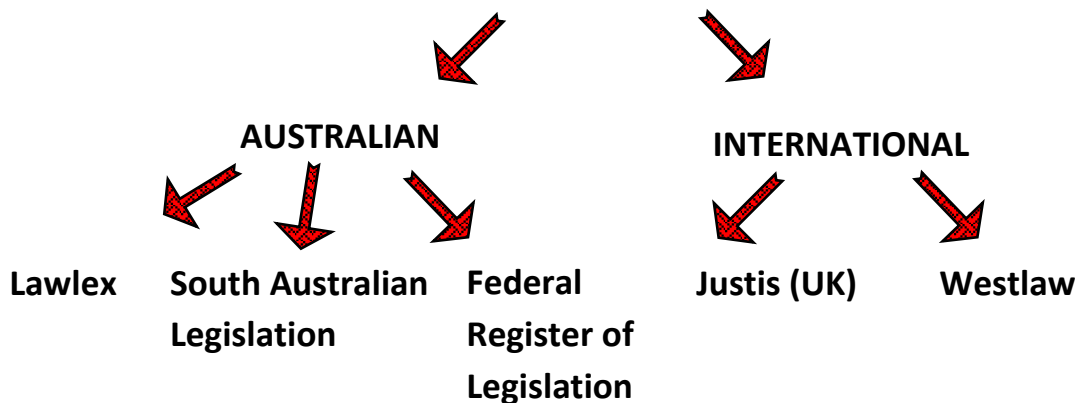 AUSTRALIAN
INTERNATIONAL
Lawlex
South Australian
Legislation
Federal
Register of
Legislation
Justis (UK)
Westlaw